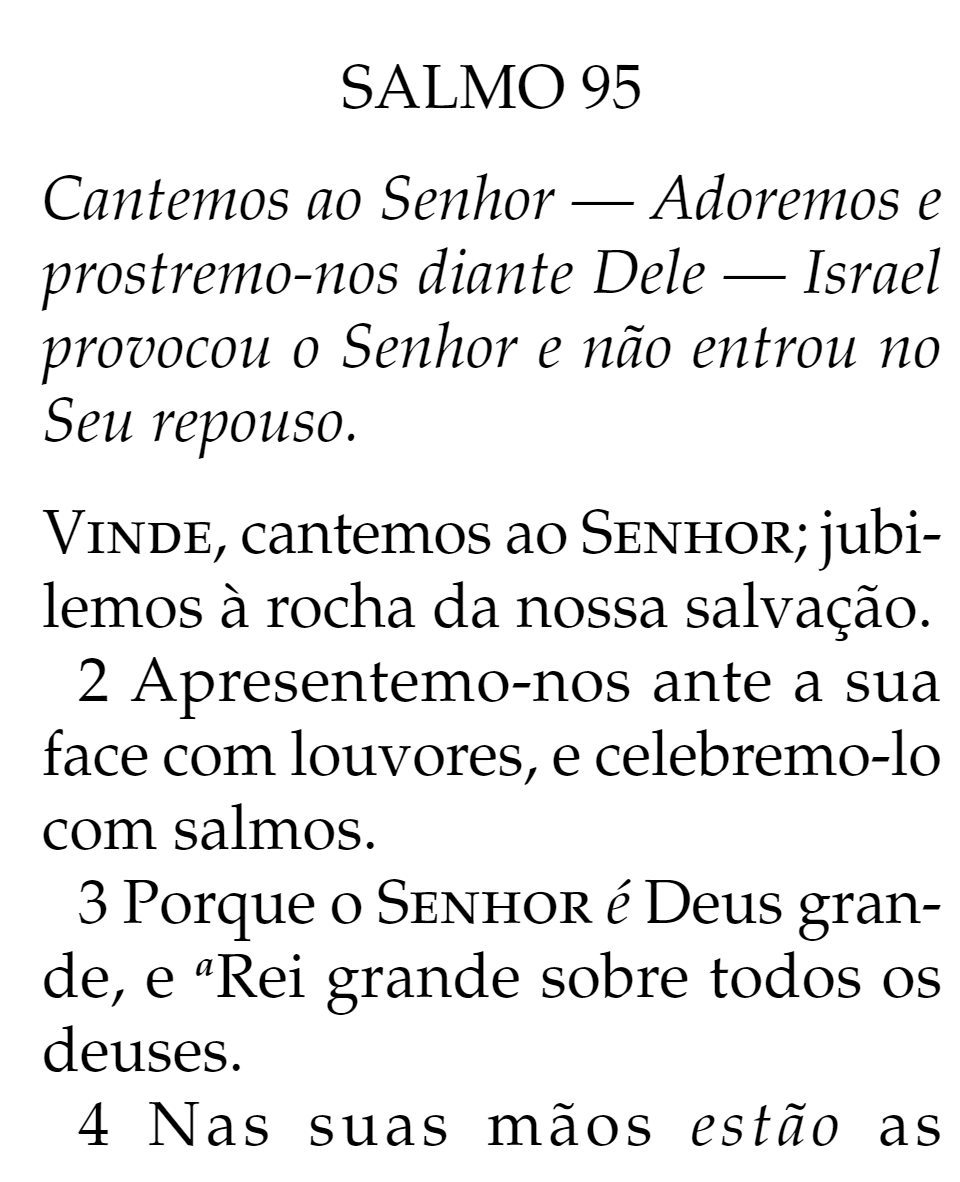 SALMO 95
Cantemos ao Senhor — Adoremos e
prostremo-nos diante Dele — Israel
provocou o Senhor e não entrou no
Seu repouso.
VINDE, cantemos ao SENHOR; jubi-
lemos à rocha da nossa salvação.
2 Apresentemo-nos ante a sua
face com louvores, e celebremo-lo
com salmos.
3 Porque o SENHOR é Deus gran-
de, e aRei grande sobre todos os
deuses.
4 Nas suas mãos estão as